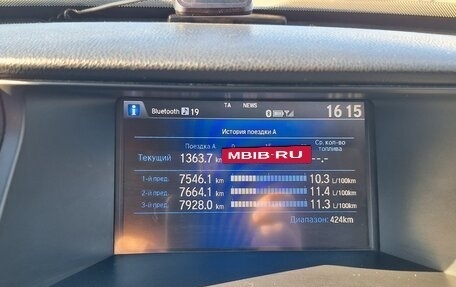 TA NEWS
Bluetooth 2 19 16 15
История поездки A
Поездка A Ср. кол-во топлива
Текущий 1363.7 km --.-
MBIB-RU
1-й пред. 7546.1 km 10.3 L/100km
2-й пред. 7664.1 km 11.4 L/100km
3-й пред. 7928.0 km 11.3 L/100km
Диапазон: 424km